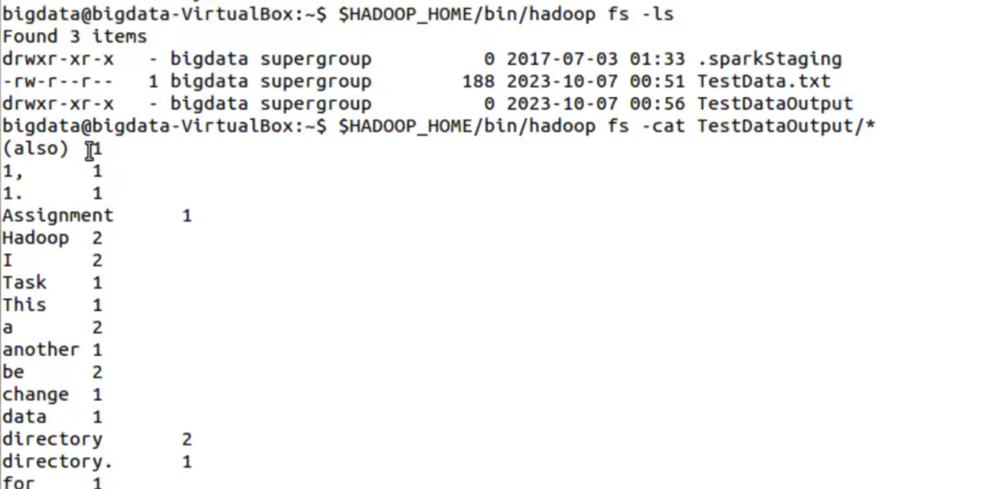 bigdata@bigdata-VirtualBox:~$ $HADOOP_HOME/bin/hadoop fs -ls
Found 3 items
drwxr-xr-x   - bigdata supergroup          0 2017-07-03 01:33 .sparkStaging
-rw-r--r--   1 bigdata supergroup        188 2023-10-07 00:51 TestData.txt
drwxr-xr-x   - bigdata supergroup          0 2023-10-07 00:56 TestDataOutput
bigdata@bigdata-VirtualBox:~$ $HADOOP_HOME/bin/hadoop fs -cat TestDataOutput/*
(also)	1
1,	1
1.	1
Assignment	1
Hadoop	2
I	2
Task	1
This	1
a	2
another	1
be	2
change	1
data	1
directory	2
directory.	1
for	1